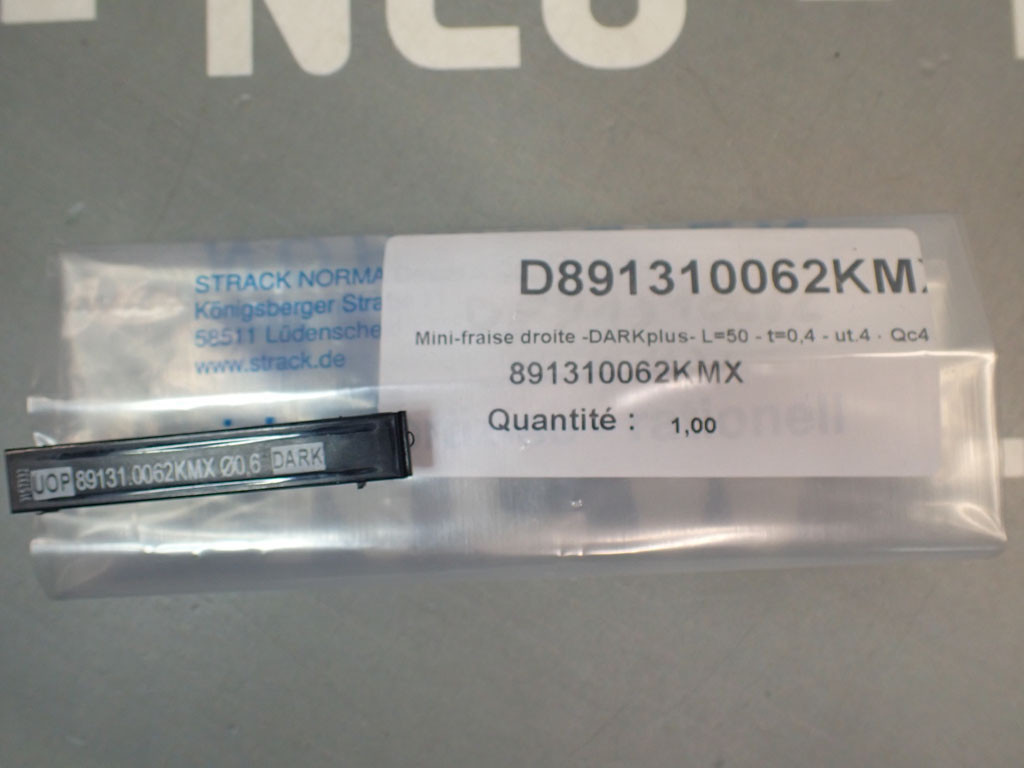 NEU
STRACK NORMA
Königsberger Stra
58511 Lüdensche
www.strack.de
D891310062KMX
Mini-fraise droite -DARKplus- L=50 - t=0,4 - ut.4 - Qc4
891310062KMX
Quantité : 1,00
UOP 89131.0062KMX Ø0,6 DARK